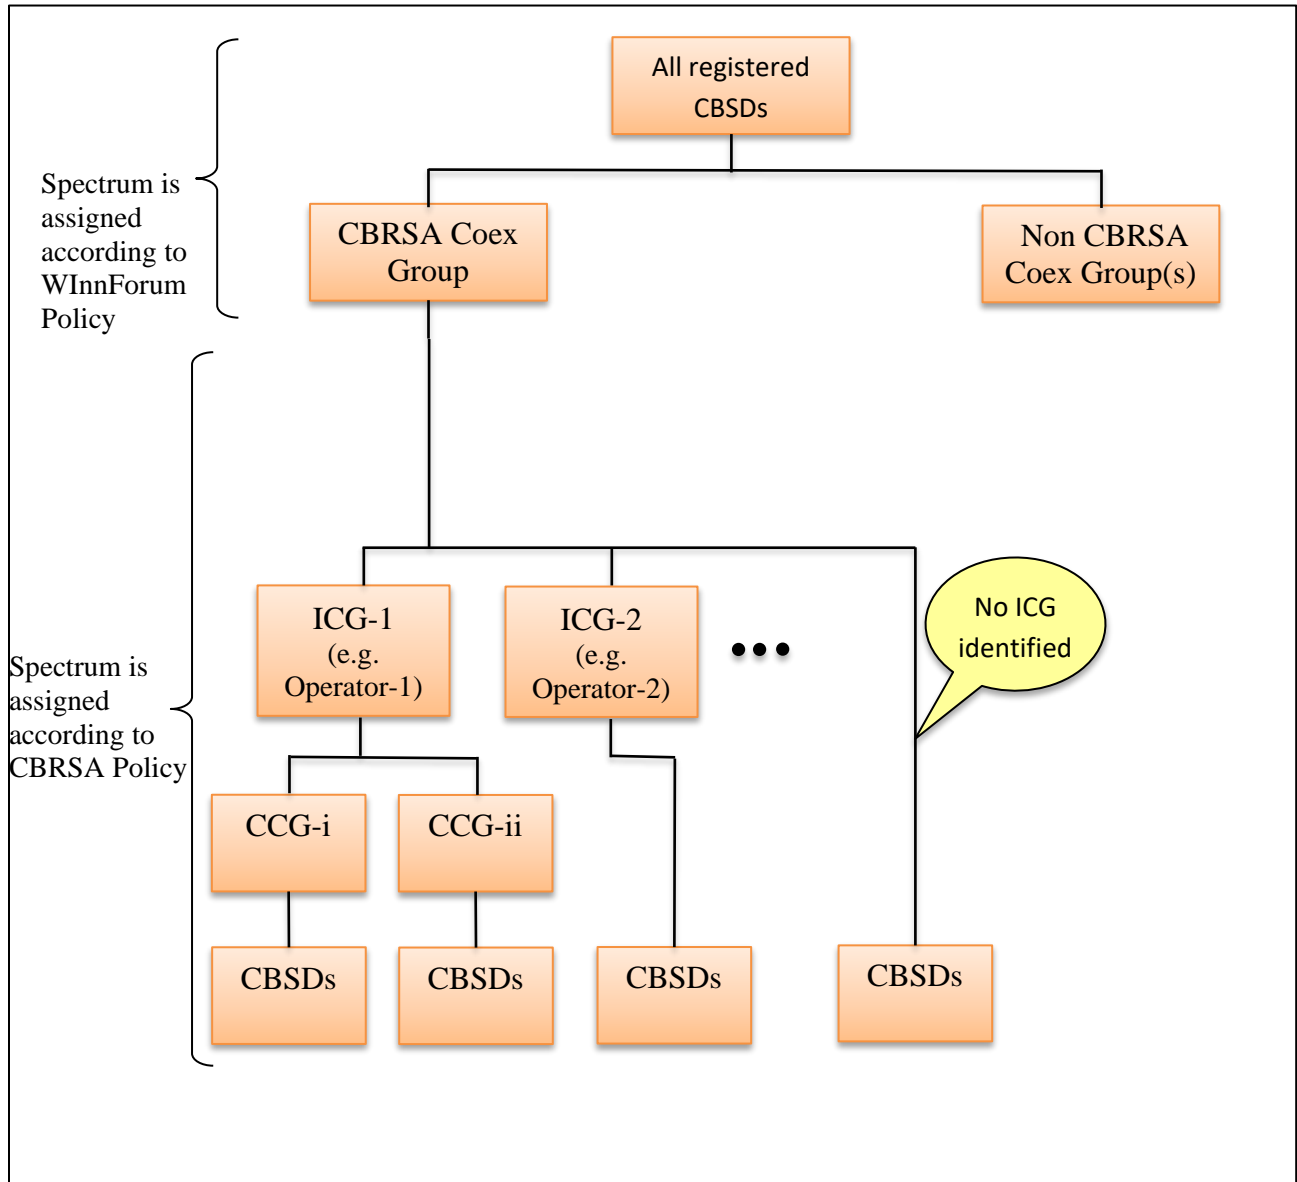 All registered
CBSDs
Spectrum is
assigned
according to
WInnForum
Policy
CBRSA Coex
Group
Non CBRSA
Coex Group(s)
ICG-1
(e.g.
Operator-1)
ICG-2
(e.g.
Operator-2)
•••
No ICG
identified
Spectrum is
assigned
according to
CBRSA Policy
CCG-i
CCG-ii
CBSDs
CBSDs
CBSDs
CBSDs